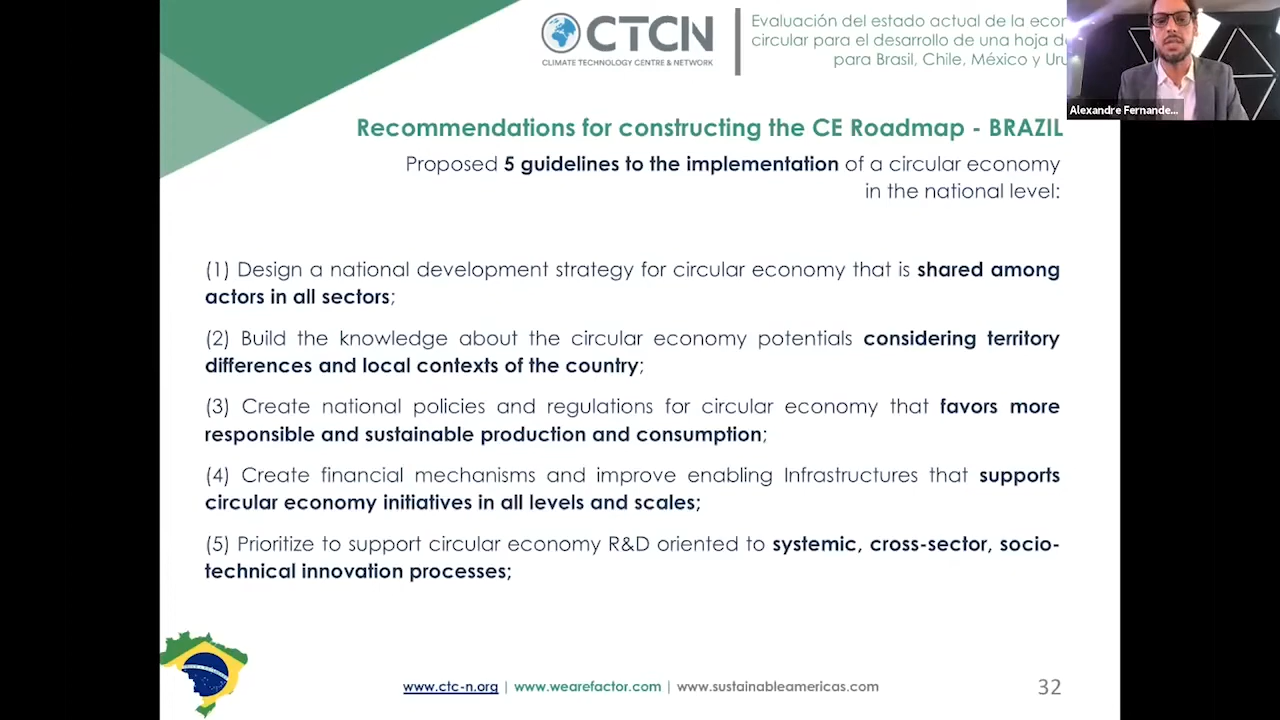 CTCN
CLIMATE TECHNOLOGY CENTRE & NETWORK
Evaluación del estado actual de la
circular para el desarrollo de una hoja
para Brasil, Chile, México y
Alexandre Fernande...
Recommendations for constructing the CE Roadmap - BRAZIL
Proposed 5 guidelines to the implementation of a circular economy
in the national level:
(1) Design a national development strategy for circular economy that is shared among
actors in all sectors;
(2) Build the knowledge about the circular economy potentials considering territory
differences and local contexts of the country;
(3) Create national policies and regulations for circular economy that favors more
responsible and sustainable production and consumption;
(4) Create financial mechanisms and improve enabling Infrastructures that supports
circular economy initiatives in all levels and scales;
(5) Prioritize to support circular economy R&D oriented to systemic, cross-sector, socio-
technical innovation processes;
www.ctc-n.org | www.wearefactor.com | www.sustainableamericas.com
32